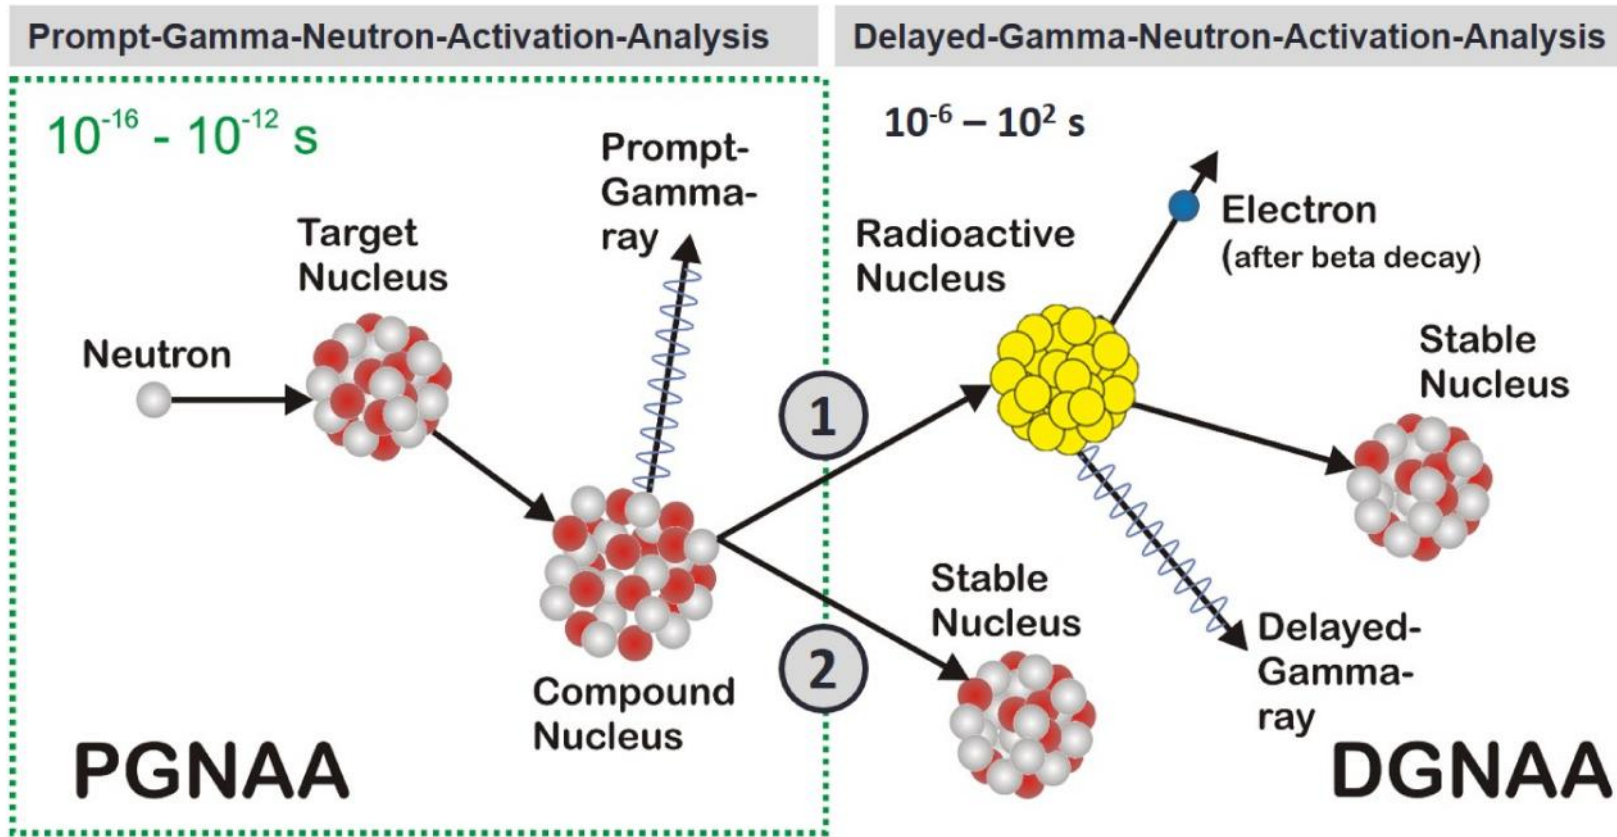 Prompt-Gamma-Neutron-Activation-Analysis
10⁻¹⁶ - 10⁻¹² s
Prompt-
Gamma-
ray
Target
Nucleus
Neutron
Compound
Nucleus
PGNAA
1
2
Delayed-Gamma-Neutron-Activation-Analysis
10⁻⁶ – 10² s
Electron
(after beta decay)
Radioactive
Nucleus
Stable
Nucleus
Stable
Nucleus
Delayed-
Gamma-
ray
DGNAA